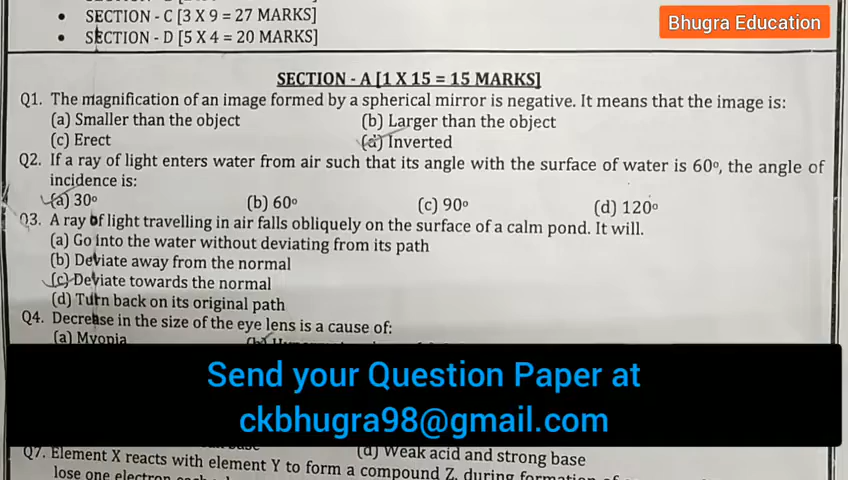 • SECTION - C [3 X 9 = 27 MARKS]
• SECTION - D [5 X 4 = 20 MARKS]
Bhugra Education
SECTION - A [1 X 15 = 15 MARKS]
Q1. The magnification of an image formed by a spherical mirror is negative. It means that the image is:
(a) Smaller than the object (b) Larger than the object
(c) Erect (d) Inverted
Q2. If a ray of light enters water from air such that its angle with the surface of water is 60º, the angle of
incidence is:
(a) 30º (b) 60º (c) 90º (d) 120º
Q3. A ray of light travelling in air falls obliquely on the surface of a calm pond. It will.
(a) Go into the water without deviating from its path
(b) Deviate away from the normal
(c) Deviate towards the normal
(d) Turn back on its original path
Q4. Decrease in the size of the eye lens is a cause of:
(a) Myopia (b)
Send your Question Paper at
ckbhugra98@gmail.com
(d) Weak acid and strong base
Q7. Element X reacts with element Y to form a compound Z, during formation of
lose one electron